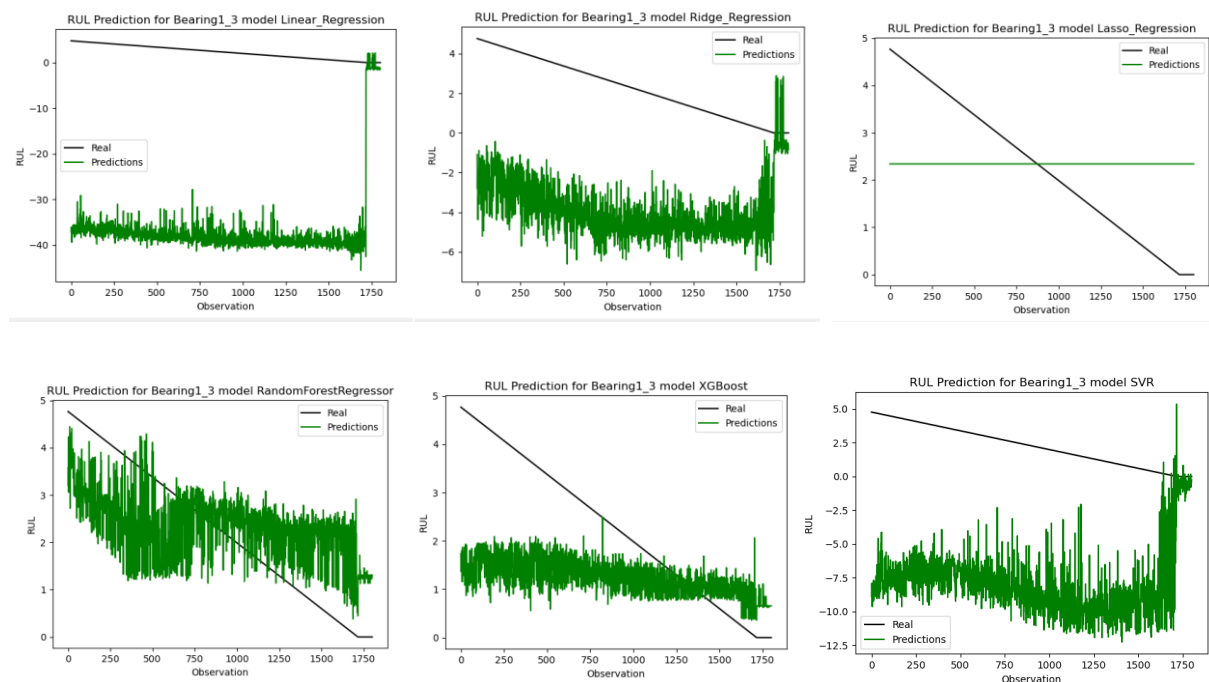 RUL Prediction for Bearing1_3 model Linear_Regression
0
−10
−20
−30
−40
RUL
Real
Predictions
0
250
500
750
1000
1250
1500
1750
Observation
RUL Prediction for Bearing1_3 model Ridge_Regression
4
2
0
−2
−4
−6
RUL
Real
Predictions
0
250
500
750
1000
1250
1500
1750
Observation
RUL Prediction for Bearing1_3 model Lasso_Regression
5
4
3
2
1
0
RUL
Real
Predictions
0
250
500
750
1000
1250
1500
1750
Observation
RUL Prediction for Bearing1_3 model RandomForestRegressor
5
4
3
2
1
0
RUL
Real
Predictions
0
250
500
750
1000
1250
1500
1750
Observation
RUL Prediction for Bearing1_3 model XGBoost
5
4
3
2
1
0
RUL
Real
Predictions
0
250
500
750
1000
1250
1500
1750
Observation
RUL Prediction for Bearing1_3 model SVR
5.0
2.5
0.0
−2.5
−5.0
−7.5
−10.0
−12.5
RUL
Real
Predictions
0
250
500
750
1000
1250
1500
1750
Observation